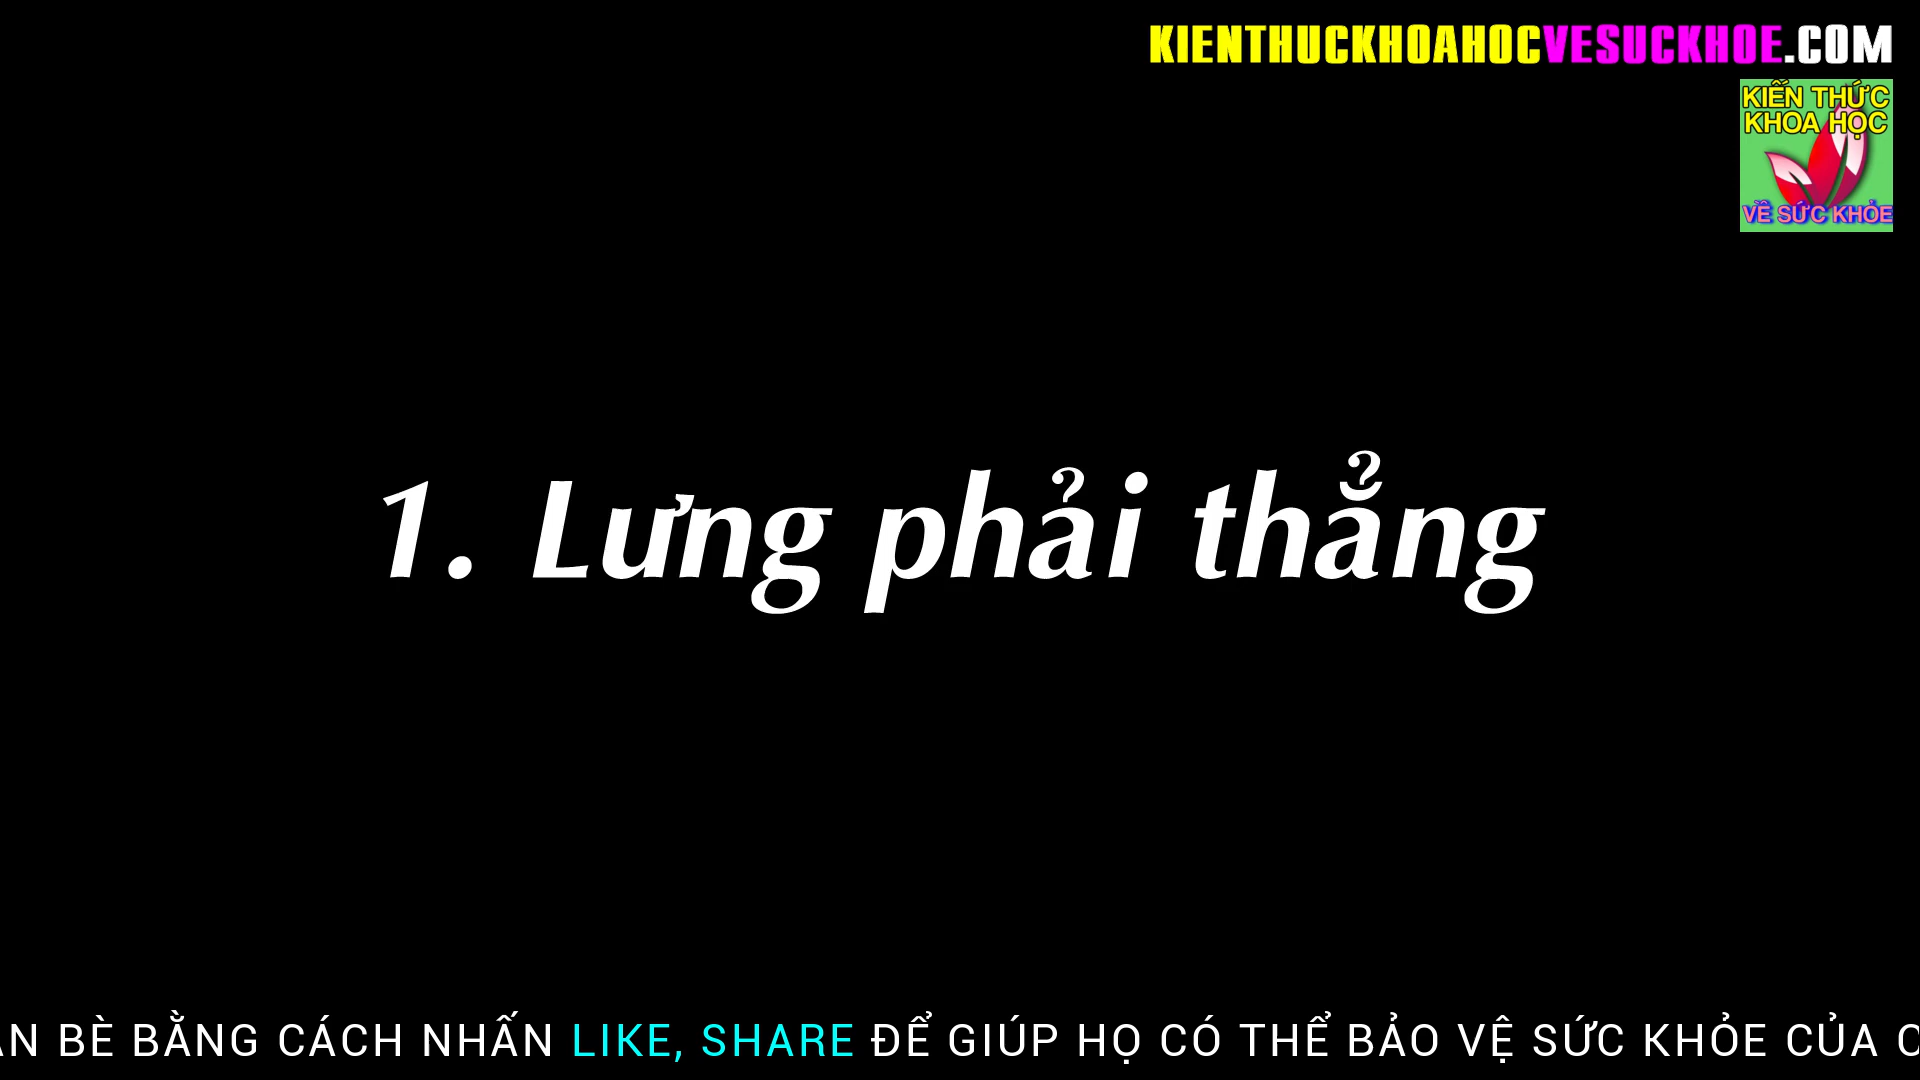 KIENTHUCKHOAHOCVESUCKHOE.COM
KIẾN THỨC
KHOA HỌC
VỀ SỨC KHỎE
1. Lưng phải thẳng
BÈ BẰNG CÁCH NHẤN LIKE, SHARE ĐỂ GIÚP HỌ CÓ THỂ BẢO VỆ SỨC KHỎE CỦA